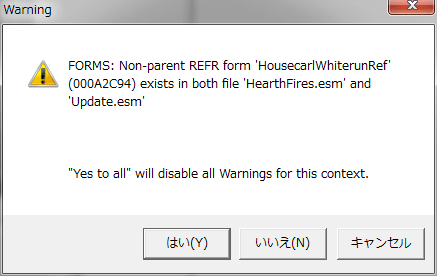 Warning
FORMS: Non-parent REFR form 'HousecarlWhiterunRef'
(000A2C94) exists in both file 'HearthFires.esm' and
'Update.esm'
"Yes to all" will disable all Warnings for this context.
はい(Y)
いいえ(N)
キャンセル